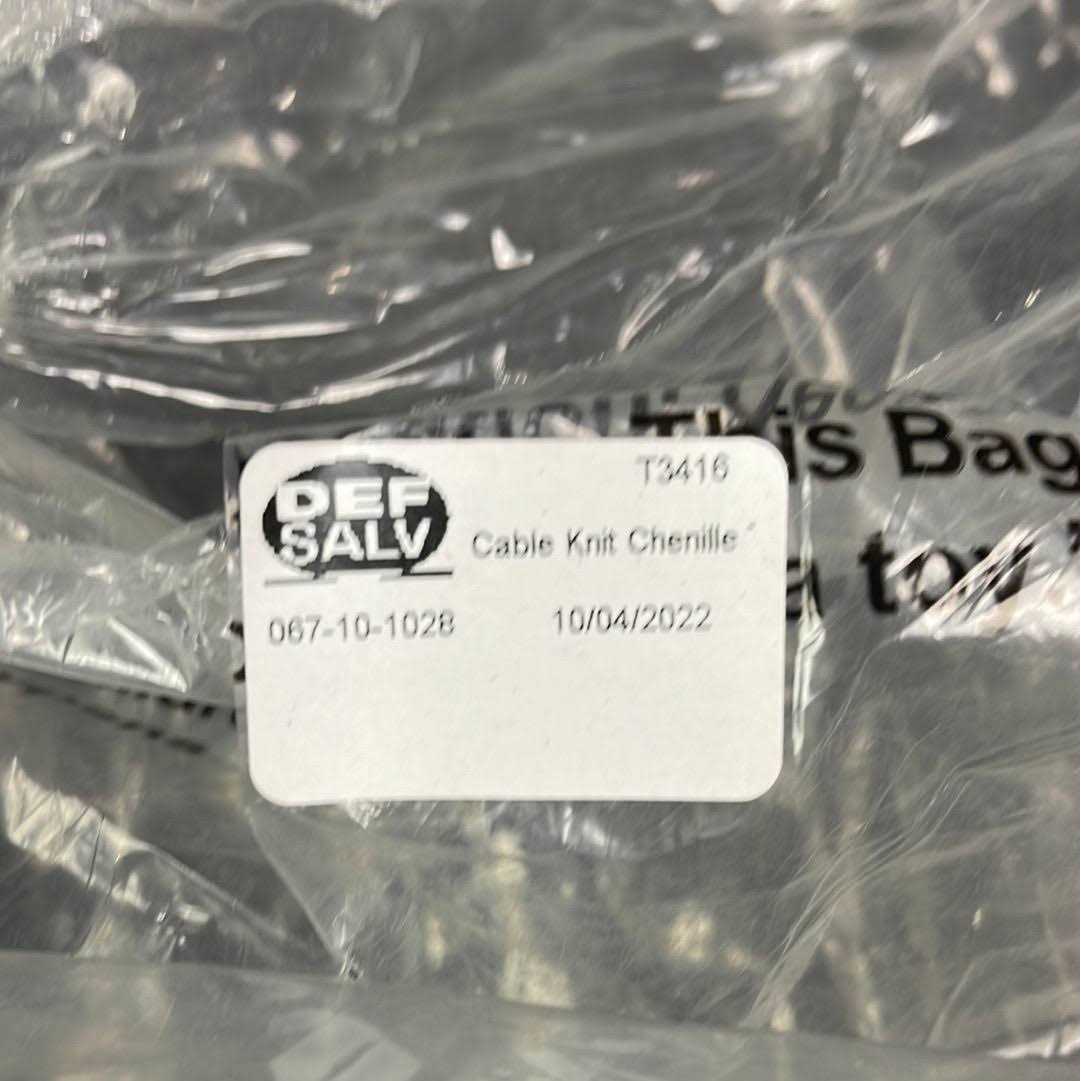 This Bag
a toy
DEF
SALV
T3416
Cable Knit Chenille
067-10-1028
10/04/2022